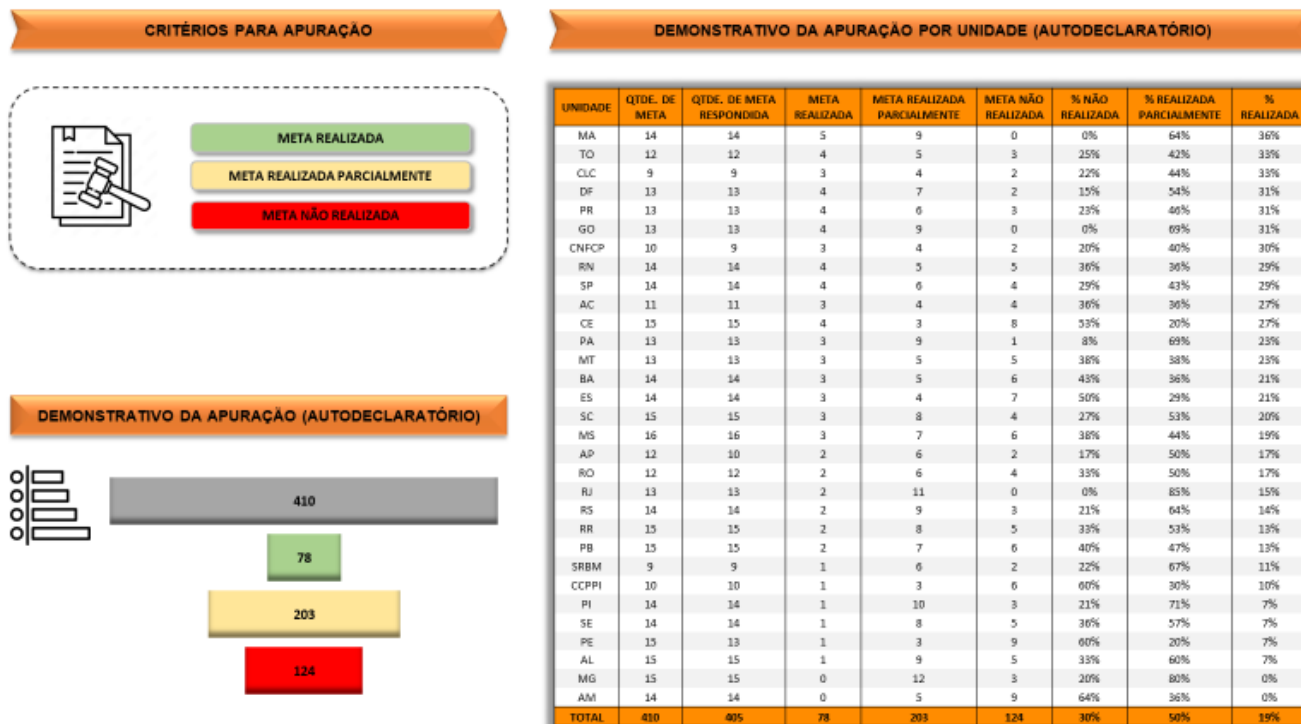 CRITÉRIOS PARA APURAÇÃO
META REALIZADA
META REALIZADA PARCIALMENTE
META NÃO REALIZADA
DEMONSTRATIVO DA APURAÇÃO (AUTODECLARATÓRIO)
410
78
203
124
DEMONSTRATIVO DA APURAÇÃO POR UNIDADE (AUTODECLARATÓRIO)
UNIDADE QTDE. DE META QTDE. DE META RESPONDIDA META REALIZADA META REALIZADA PARCIALMENTE META NÃO REALIZADA % NÃO REALIZADA % REALIZADA PARCIALMENTE % REALIZADA
MA 14 14 5 9 0 0% 64% 36%
TO 12 12 4 5 3 25% 42% 33%
CLC 9 9 3 4 2 22% 44% 33%
DF 13 13 4 7 2 15% 54% 31%
PR 13 13 4 6 3 23% 46% 31%
GO 13 13 4 9 0 0% 69% 31%
CNFCP 10 9 3 4 2 20% 40% 30%
RN 14 14 4 5 5 36% 36% 29%
SP 14 14 4 6 4 29% 43% 29%
AC 11 11 3 4 4 36% 36% 27%
CE 15 15 4 3 8 53% 20% 27%
PA 13 13 3 9 1 8% 69% 23%
MT 13 13 3 5 5 38% 38% 23%
BA 14 14 3 5 6 43% 36% 21%
ES 14 14 3 4 7 50% 29% 21%
SC 15 15 3 8 4 27% 53% 20%
MS 16 16 3 7 6 38% 44% 19%
AP 12 10 2 6 2 17% 50% 17%
RO 12 12 2 6 4 33% 50% 17%
RJ 13 13 2 11 0 0% 85% 15%
RS 14 14 2 9 3 21% 64% 14%
RR 15 15 2 8 5 33% 53% 13%
PB 15 15 2 7 6 40% 47% 13%
SRBM 9 9 1 6 2 22% 67% 11%
CCPPI 10 10 1 3 6 60% 30% 10%
PI 14 14 1 10 3 21% 71% 7%
SE 14 14 1 8 5 36% 57% 7%
PE 15 13 1 3 9 60% 20% 7%
AL 15 15 1 9 5 33% 60% 7%
MG 15 15 0 12 3 20% 80% 0%
AM 14 14 0 5 9 64% 36% 0%
TOTAL 410 405 78 203 124 30% 50% 19%